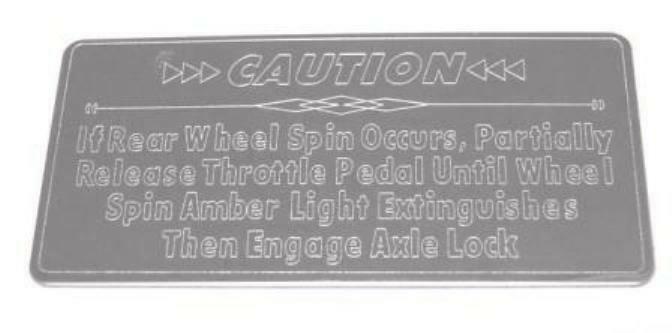 CAUTION
If Rear Wheel Spin Occurs, Partially
Release Throttle Pedal Until Wheel
Spin Amber Light Extinguishes
Then Engage Axle Lock